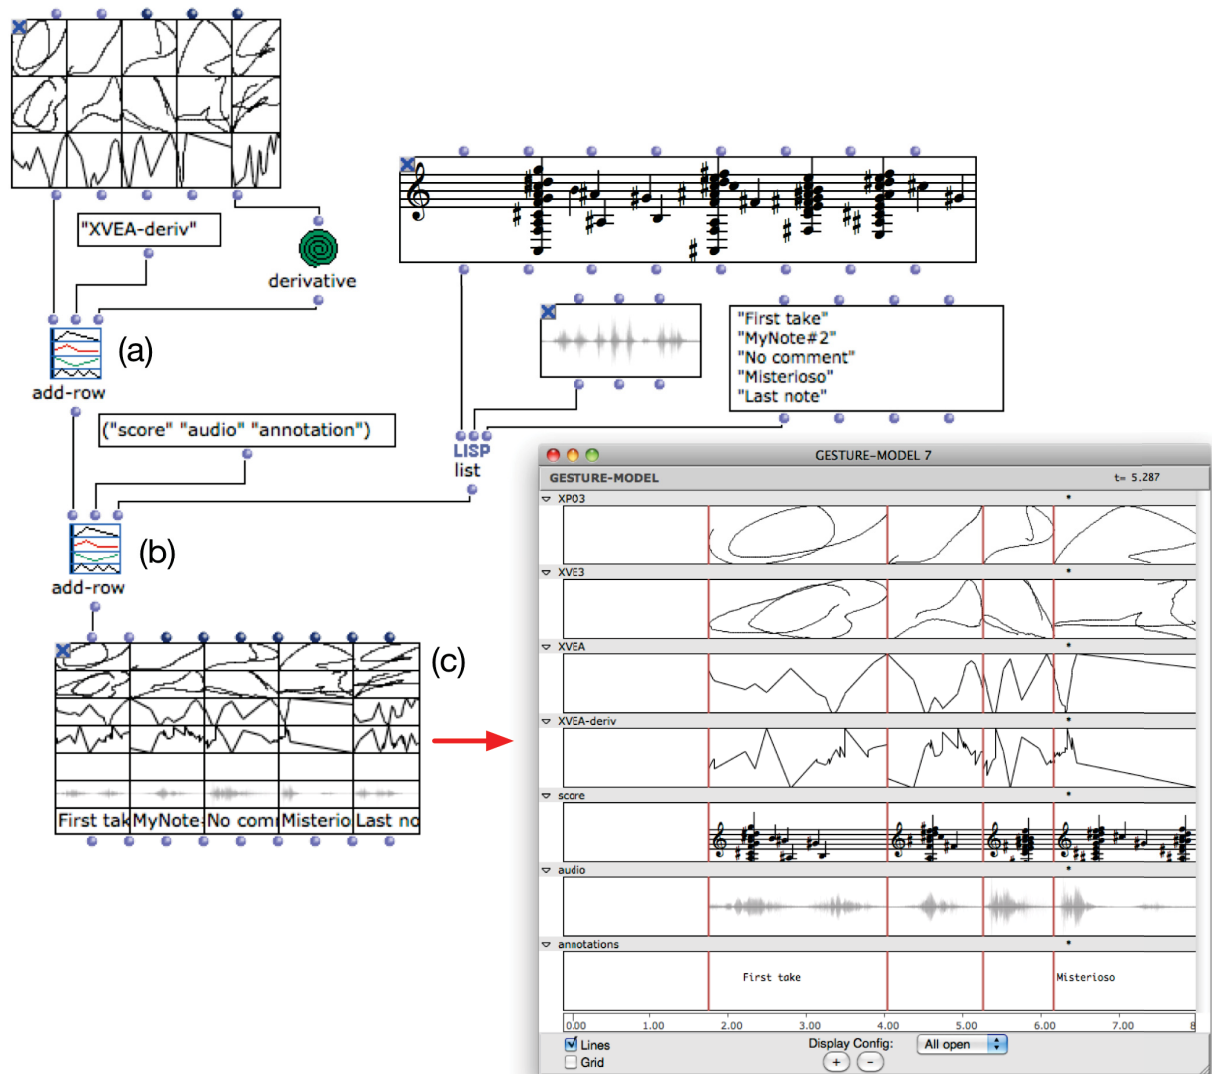 "XVEA-deriv"
derivative
(a)
add-row
"First take"
"MyNote#2"
"No comment"
"Misterioso"
"Last note"
("score" "audio" "annotation")
LISP
list
(b)
add-row
(c)
First tak
MyNote-
No com
Misterio
Last no
GESTURE-MODEL 7
GESTURE-MODEL
t= 5.287
XP03
XVE3
XVEA
XVEA-deriv
score
audio
annotations
First take
Misterioso
0.00 1.00 2.00 3.00 4.00 5.00 6.00 7.00 8
Lines
Grid
Display Config:
All open
+ -